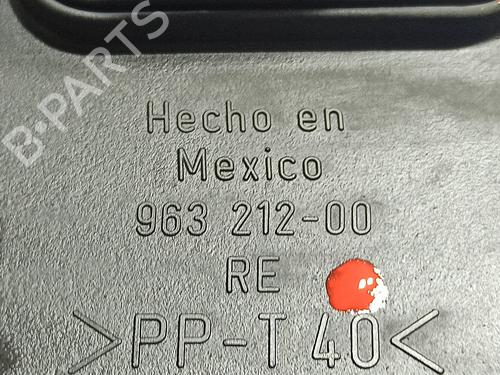 B-PARTS
Hecho en
Mexico
963 212-00
RE
>PP-T 40<